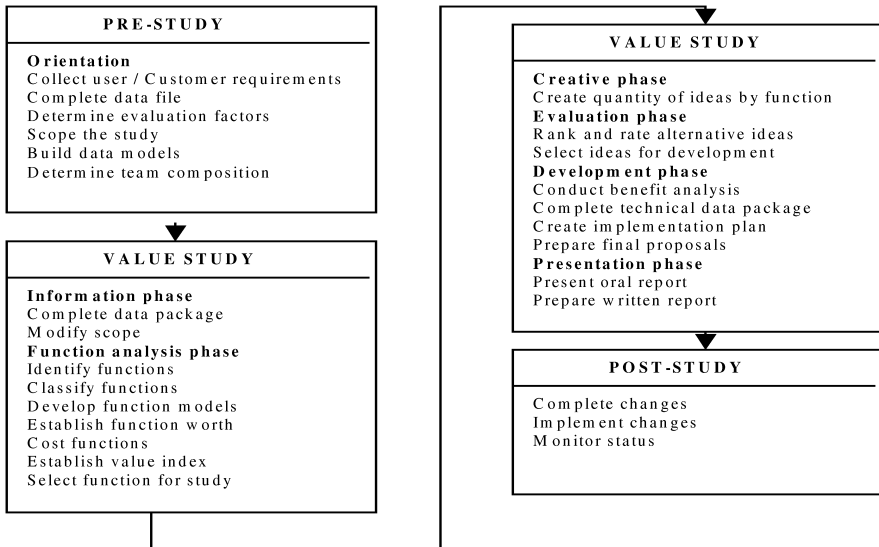 PRE-STUDY
Orientation
Collect user / Customer requirements
Complete data file
Determine evaluation factors
Scope the study
Build data models
Determine team composition
VALUE STUDY
Information phase
Complete data package
Modify scope
Function analysis phase
Identify functions
Classify functions
Develop function models
Establish function worth
Cost functions
Establish value index
Select function for study
VALUE STUDY
Creative phase
Create quantity of ideas by function
Evaluation phase
Rank and rate alternative ideas
Select ideas for development
Development phase
Conduct benefit analysis
Complete technical data package
Create implementation plan
Prepare final proposals
Presentation phase
Present oral report
Prepare written report
POST-STUDY
Complete changes
Implement changes
Monitor status